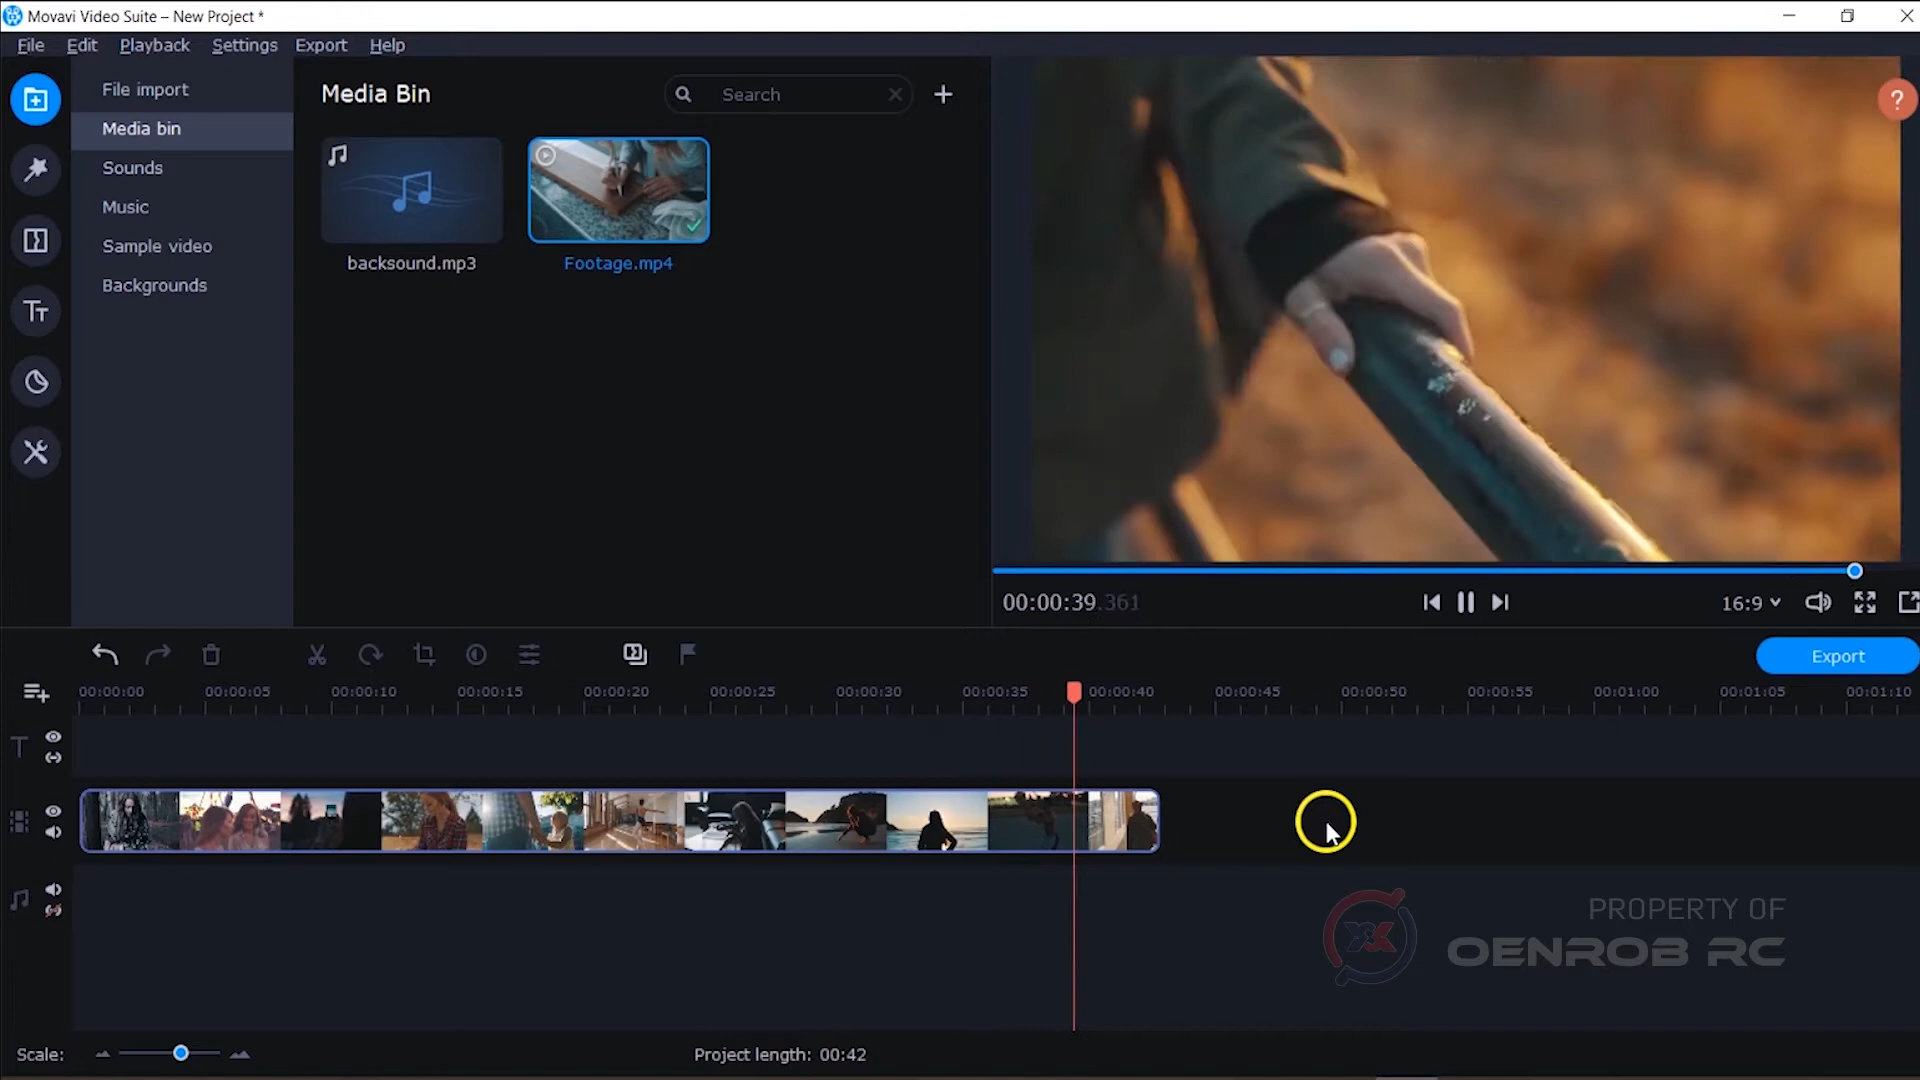 Movavi Video Suite – New Project *
File Edit Playback Settings Export Help
File import
Media bin
Sounds
Music
Sample video
Backgrounds
Media Bin
Search
backsound.mp3
Footage.mp4
?
00:00:39.361
16:9
Export
00:00:00 00:00:05 00:00:10 00:00:15 00:00:20 00:00:25 00:00:30 00:00:35 00:00:40 00:00:45 00:00:50 00:00:55 00:01:00 00:01:05 00:01:10
PROPERTY OF
OENROB RC
Scale:
Project length: 00:42